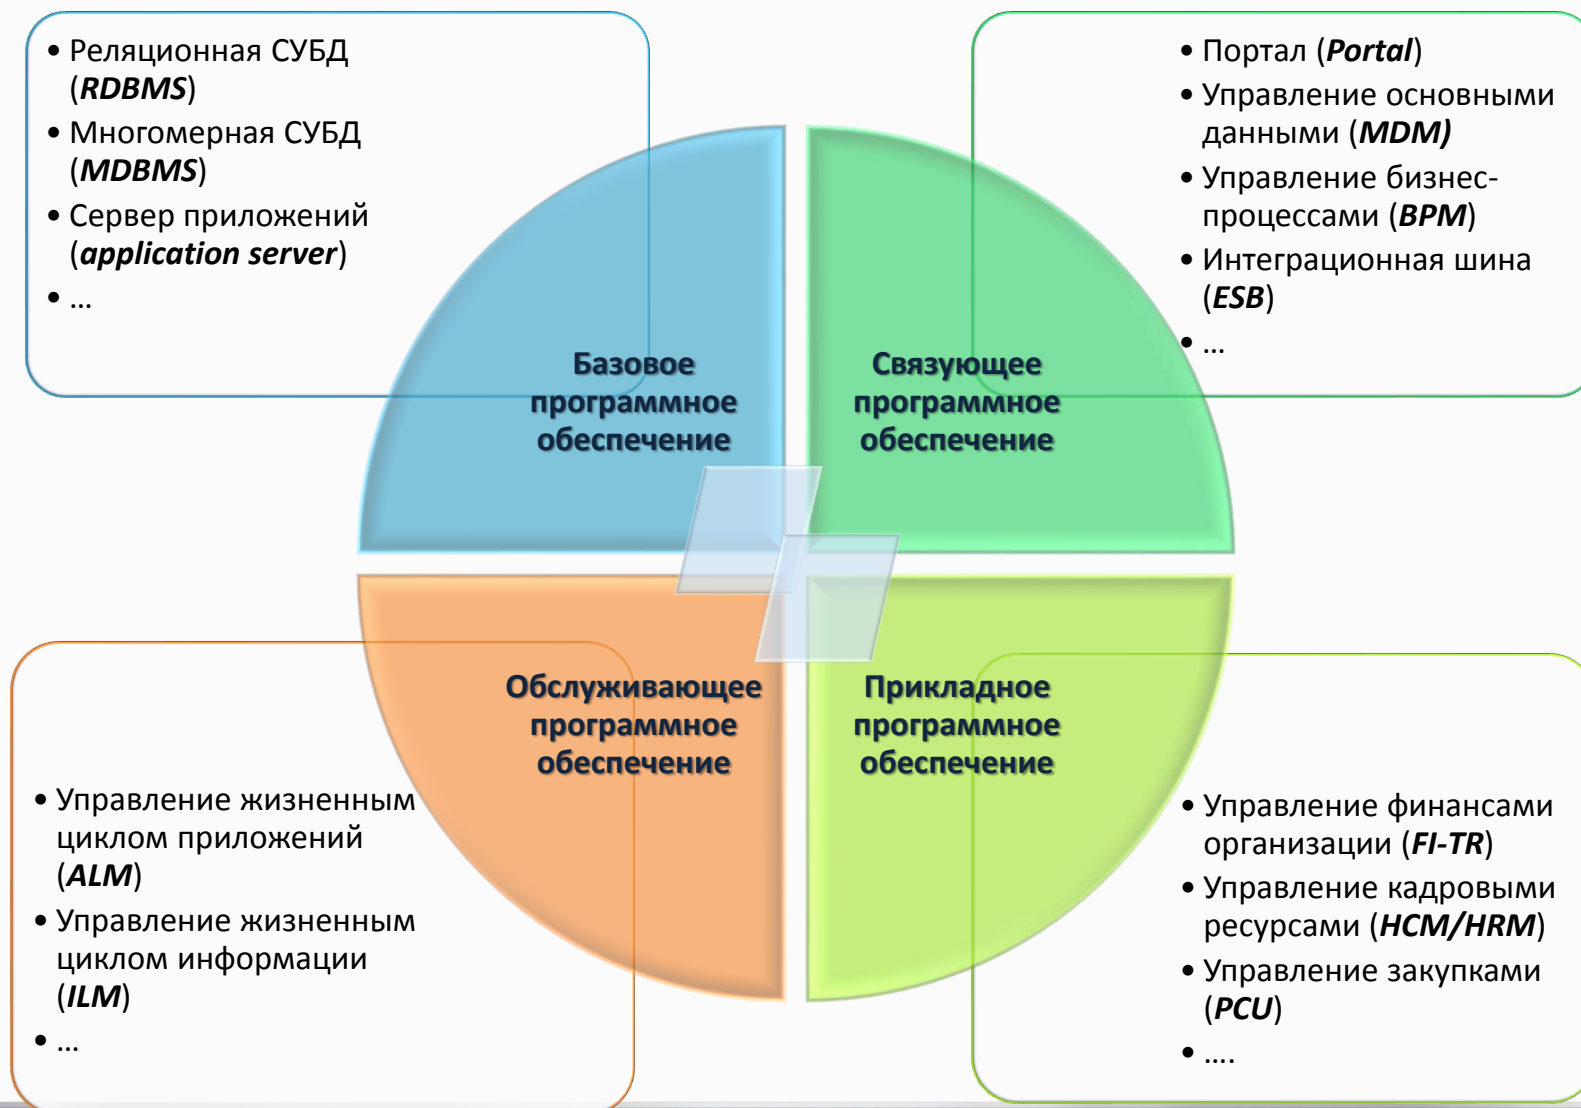 • Реляционная СУБД
(RDBMS)
• Многомерная СУБД
(MDBMS)
• Сервер приложений
(application server)
• ...
• Портал (Portal)
• Управление основными
данными (MDM)
• Управление бизнес-
процессами (BPM)
• Интеграционная шина
(ESB)
• ...
Базовое
программное
обеспечение
Связующее
программное
обеспечение
Обслуживающее
программное
обеспечение
Прикладное
программное
обеспечение
• Управление жизненным
циклом приложений
(ALM)
• Управление жизненным
циклом информации
(ILM)
• ...
• Управление финансами
организации (FI-TR)
• Управление кадровыми
ресурсами (HCM/HRM)
• Управление закупками
(PCU)
• ....